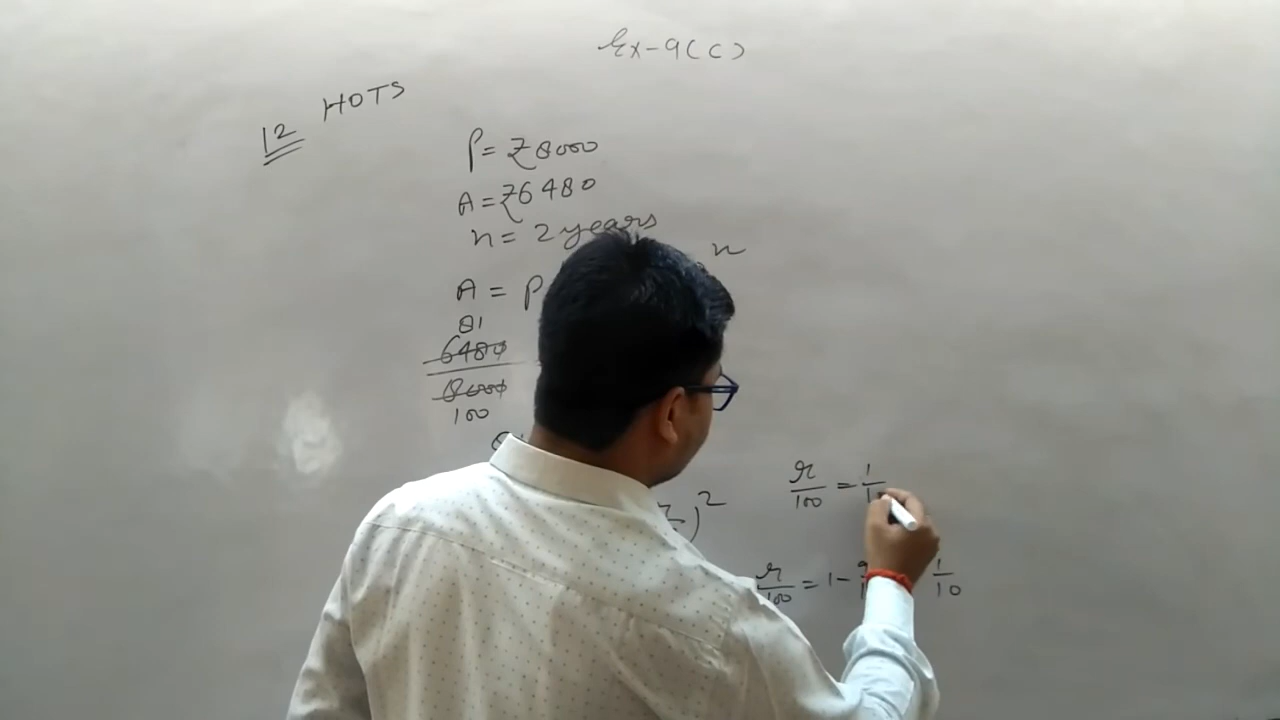 Ex-9(C)
12 HOTS
P= ₹8000
A=₹6480
n= 2 years
n
A = P
81
6480
8000
100
)²
r/100 = 1/10
r/100 = 1- 1/10